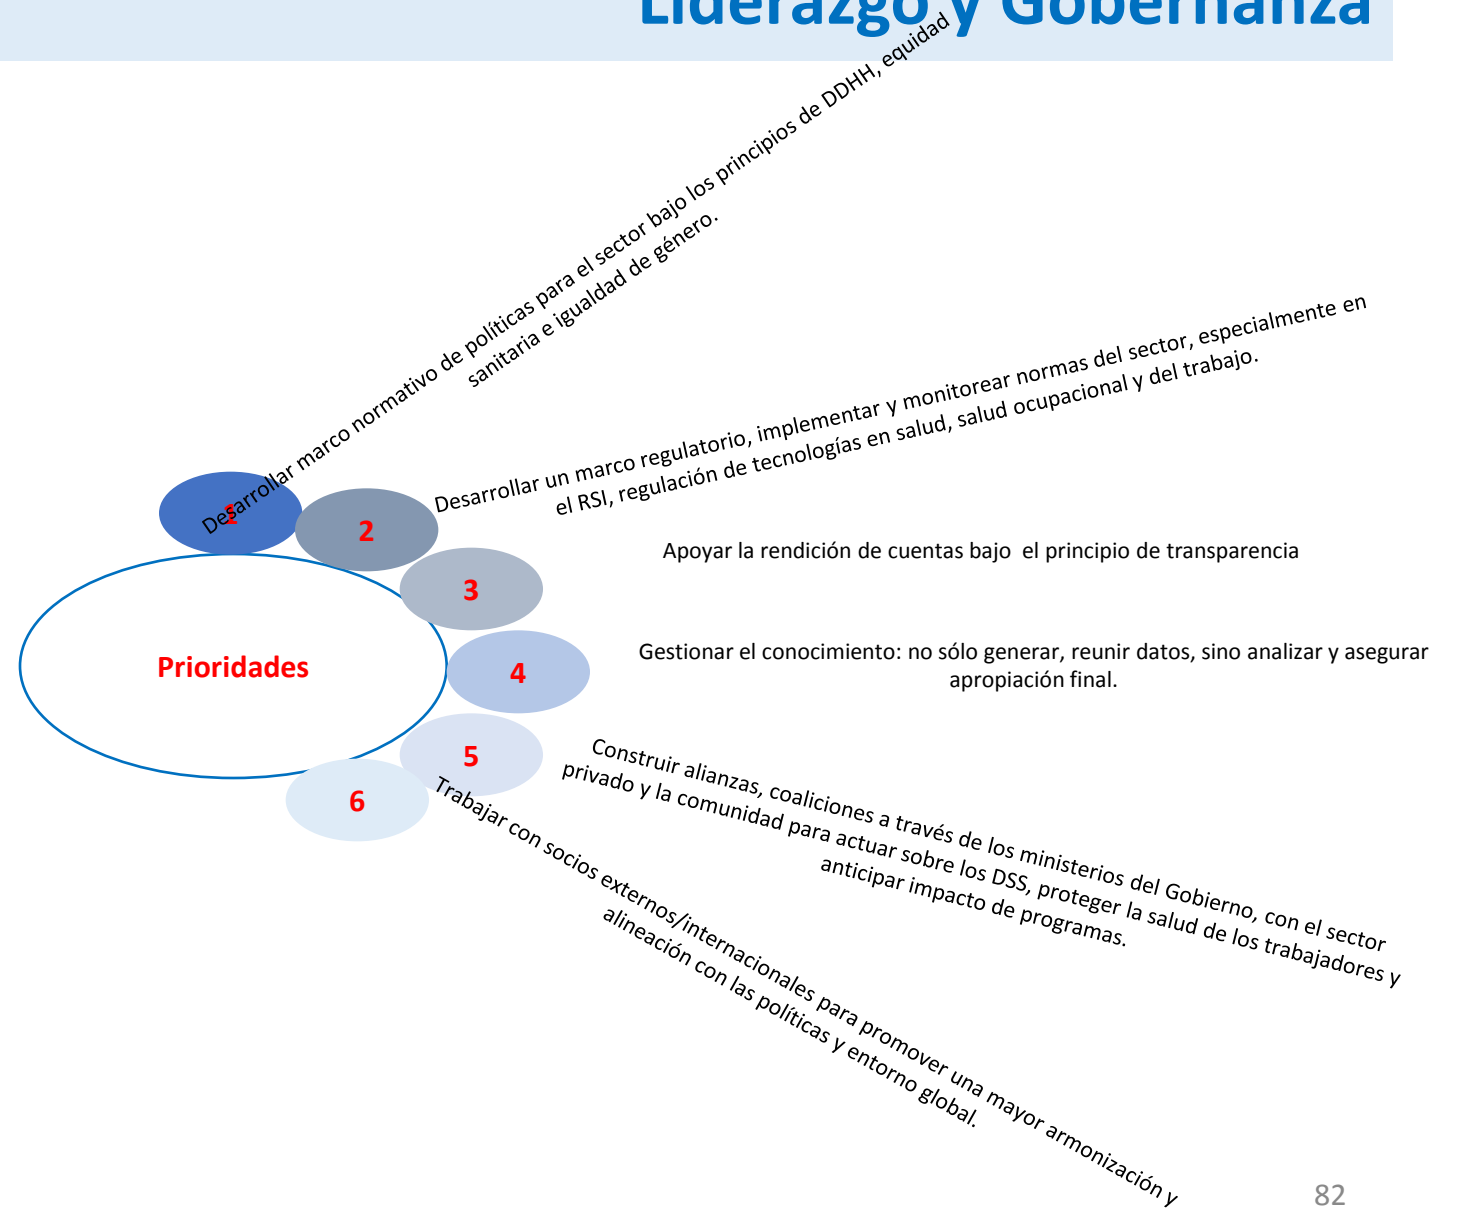 Liderazgo y Gobernanza
Desarrollar marco normativo de políticas para el sector bajo los principios de DDHH, equidad
sanitaria e igualdad de género.
Desarrollar un marco regulatorio, implementar y monitorear normas del sector, especialmente en
el RSI, regulación de tecnologías en salud, salud ocupacional y del trabajo.
Apoyar la rendición de cuentas bajo  el principio de transparencia
Gestionar el conocimiento: no sólo generar, reunir datos, sino analizar y asegurar
apropiación final.
Construir alianzas, coaliciones a través de los ministerios del Gobierno, con el sector
privado y la comunidad para actuar sobre los DSS, proteger la salud de los trabajadores y
anticipar impacto de programas.
Trabajar con socios externos/internacionales para promover una mayor armonización y
alineación con las políticas y entorno global.
1
2
3
4
5
6
Prioridades
82